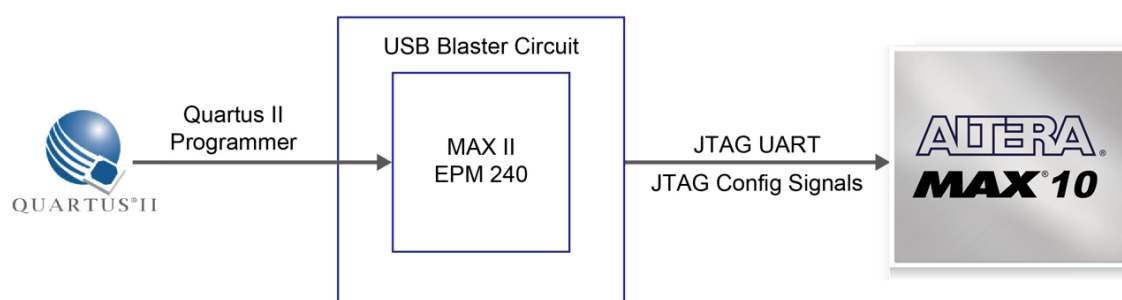 USB Blaster Circuit
Quartus II
Programmer
MAX II
EPM 240
JTAG UART
JTAG Config Signals
QUARTUS®II
ALTERA®
MAX®10